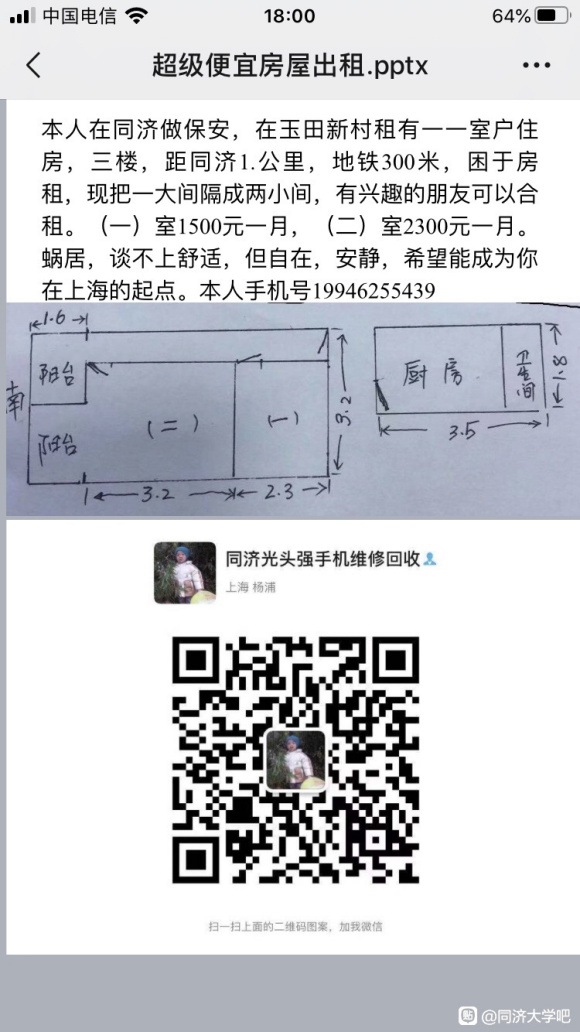 中国电信 18:00 64%
超级便宜房屋出租.pptx
本人在同济做保安，在玉田新村租有一一室户住
房，三楼，距同济1.公里，地铁300米，困于房
租，现把一大间隔成两小间，有兴趣的朋友可以合
租。（一）室1500元一月，（二）室2300元一月。
蜗居，谈不上舒适，但自在，安静，希望能成为你
在上海的起点。本人手机号19946255439
1.6
阳台
南
阳台
(二)
(一)
3.2
3.2
2.3
厨房
卫生间
1.8
3.5
同济光头强手机维修回收
上海 杨浦
扫一扫上面的二维码图案，加我微信
贴 @同济大学吧